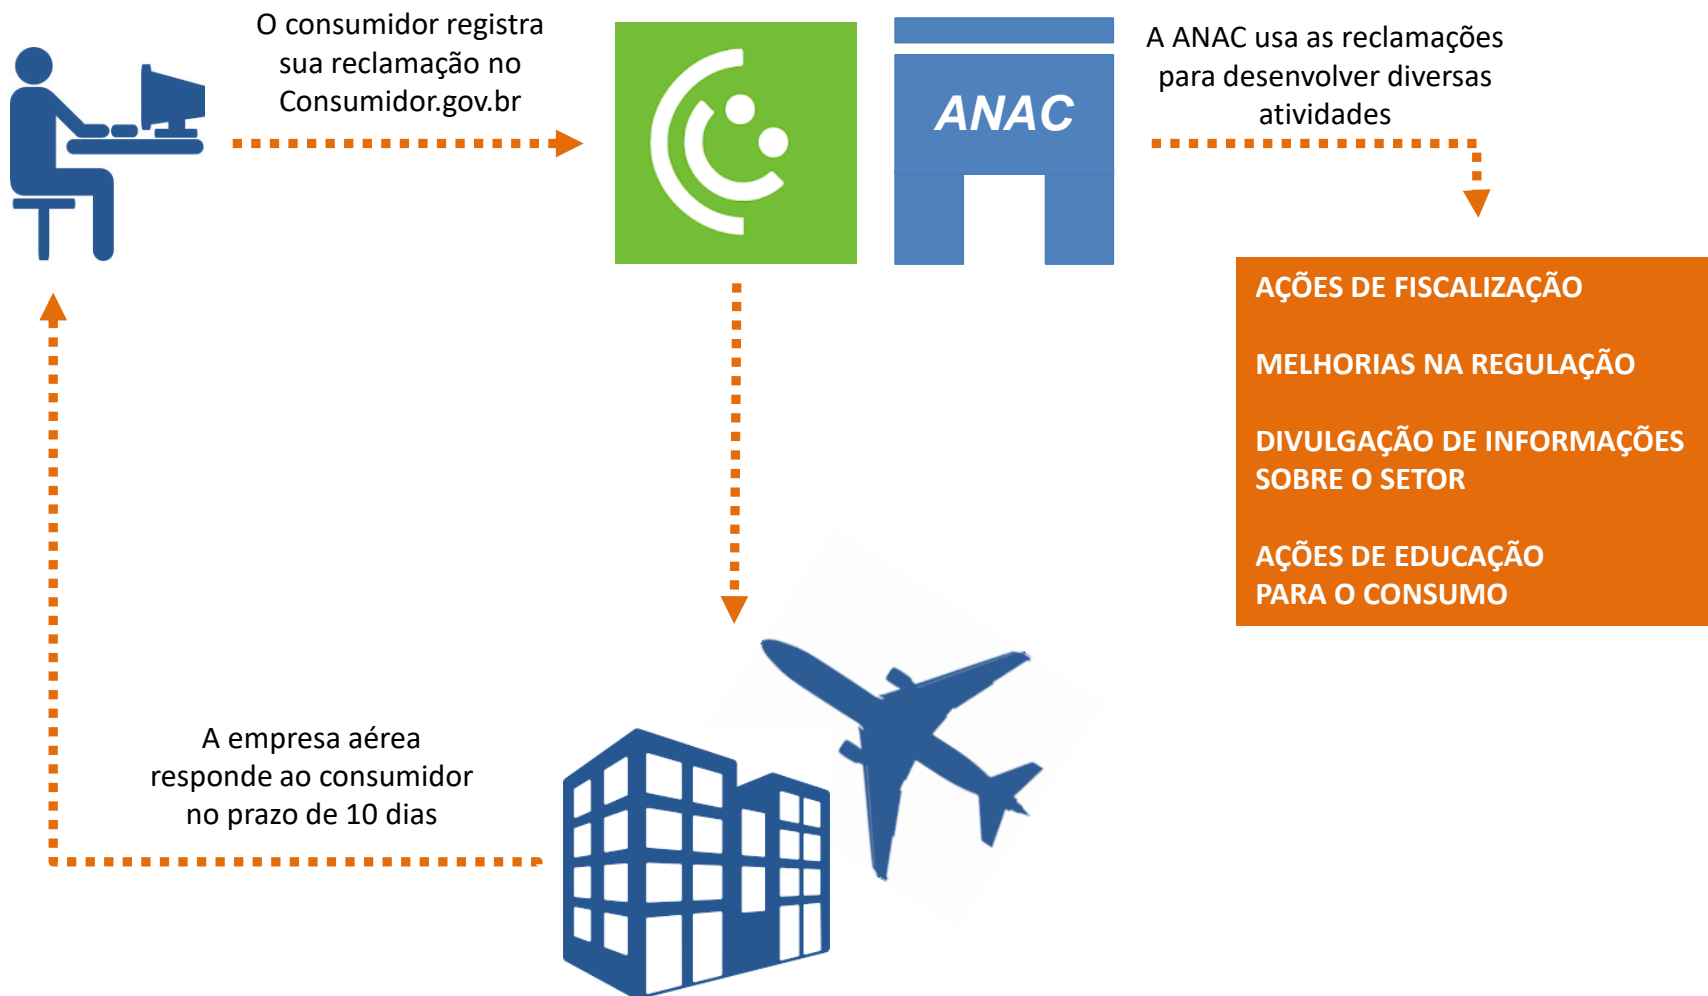 O consumidor registra
sua reclamação no
Consumidor.gov.br
ANAC
A ANAC usa as reclamações
para desenvolver diversas
atividades
AÇÕES DE FISCALIZAÇÃO
MELHORIAS NA REGULAÇÃO
DIVULGAÇÃO DE INFORMAÇÕES
SOBRE O SETOR
AÇÕES DE EDUCAÇÃO
PARA O CONSUMO
A empresa aérea
responde ao consumidor
no prazo de 10 dias